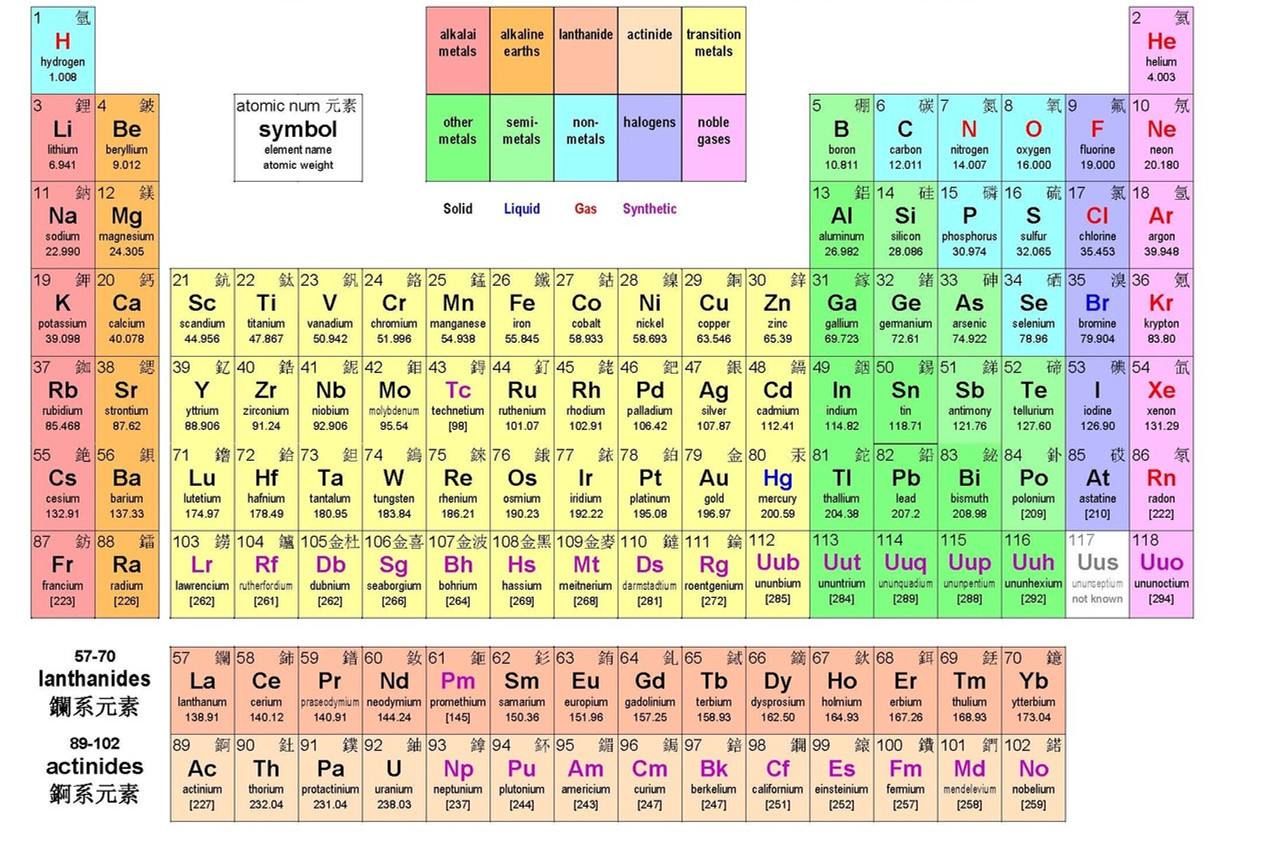 1 氫
H
hydrogen
1.008
alkalai metals
alkaline earths
lanthanide
actinide
transition metals
2 氦
He
helium
4.003
atomic num 元素
symbol
element name
atomic weight
other metals
semi-metals
non-metals
halogens
noble gases
Solid Liquid Gas Synthetic
3 鋰 4 鈹 5 硼 6 碳 7 氮 8 氧 9 氟 10 氖
Li Be B C N O F Ne
lithium beryllium boron carbon nitrogen oxygen fluorine neon
6.941 9.012 10.811 12.011 14.007 16.000 19.000 20.180
11 鈉 12 鎂 13 鋁 14 硅 15 磷 16 硫 17 氯 18 氬
Na Mg Al Si P S Cl Ar
sodium magnesium aluminum silicon phosphorus sulfur chlorine argon
22.990 24.305 26.982 28.086 30.974 32.065 35.453 39.948
19 鉀 20 鈣 21 鈧 22 鈦 23 釩 24 鉻 25 錳 26 鐵 27 鈷 28 鎳 29 銅 30 鋅 31 鎵 32 鍺 33 砷 34 硒 35 溴 36 氪
K Ca Sc Ti V Cr Mn Fe Co Ni Cu Zn Ga Ge As Se Br Kr
potassium calcium scandium titanium vanadium chromium manganese iron cobalt nickel copper zinc gallium germanium arsenic selenium bromine krypton
39.098 40.078 44.956 47.867 50.942 51.996 54.938 55.845 58.933 58.693 63.546 65.39 69.723 72.61 74.922 78.96 79.904 83.80
37 銣 38 鍶 39 釔 40 鋯 41 鈮 42 鉬 43 鍀 44 釕 45 銠 46 鈀 47 銀 48 鎘 49 銦 50 錫 51 銻 52 碲 53 碘 54 氙
Rb Sr Y Zr Nb Mo Tc Ru Rh Pd Ag Cd In Sn Sb Te I Xe
rubidium strontium yttrium zirconium niobium molybdenum technetium ruthenium rhodium palladium silver cadmium indium tin antimony tellurium iodine xenon
85.468 87.62 88.906 91.24 92.906 95.54 [98] 101.07 102.91 106.42 107.87 112.41 114.82 118.71 121.76 127.60 126.90 131.29
55 銫 56 鋇 71 鑥 72 鉿 73 鉭 74 鎢 75 錸 76 鋨 77 銥 78 鉑 79 金 80 汞 81 鉈 82 鉛 83 鉍 84 釙 85 砹 86 氡
Cs Ba Lu Hf Ta W Re Os Ir Pt Au Hg Tl Pb Bi Po At Rn
cesium barium lutetium hafnium tantalum tungsten rhenium osmium iridium platinum gold mercury thallium lead bismuth polonium astatine radon
132.91 137.33 174.97 178.49 180.95 183.84 186.21 190.23 192.22 195.08 196.97 200.59 204.38 207.2 208.98 [209] [210] [222]
87 鈁 88 鐳 103 鐒 104 鑪 105金杜 106金喜 107金波 108金黑 109金麥 110 鐽 111 錀 112 113 114 115 116 117 118
Fr Ra Lr Rf Db Sg Bh Hs Mt Ds Rg Uub Uut Uuq Uup Uuh Uus Uuo
francium radium lawrencium rutherfordium dubnium seaborgium bohrium hassium meitnerium darmstadtium roentgenium ununbium ununtrium ununquadium ununpentium ununhexium ununseptium ununoctium
[223] [226] [262] [261] [262] [266] [264] [269] [268] [281] [272] [285] [284] [289] [288] [292] not known [294]
57-70
lanthanides
鑭系元素
57 鑭 58 鈰 59 鐠 60 釹 61 鉕 62 釤 63 銪 64 釓 65 鋱 66 鏑 67 鈥 68 鉺 69 銩 70 鐿
La Ce Pr Nd Pm Sm Eu Gd Tb Dy Ho Er Tm Yb
lanthanum cerium praseodymium neodymium promethium samarium europium gadolinium terbium dysprosium holmium erbium thulium ytterbium
138.91 140.12 140.91 144.24 [145] 150.36 151.96 157.25 158.93 162.50 164.93 167.26 168.93 173.04
89-102
actinides
錒系元素
89 錒 90 釷 91 鏷 92 鈾 93 錞 94 鈈 95 鎇 96 鋦 97 錇 98 鐦 99 鎄 100 鐨 101 鍆 102 鍩
Ac Th Pa U Np Pu Am Cm Bk Cf Es Fm Md No
actinium thorium protactinium uranium neptunium plutonium americium curium berkelium californium einsteinium fermium mendelevium nobelium
[227] 232.04 231.04 238.03 [237] [244] [243] [247] [247] [251] [252] [257] [258] [259]